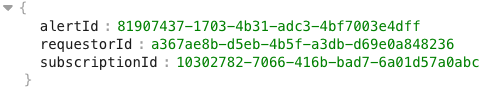 {
alertId : 81907437-1703-4b31-adc3-4bf7003e4dff
requestorId : a367ae8b-d5eb-4b5f-a3db-d69e0a848236
subscriptionId : 10302782-7066-416b-bad7-6a01d57a0abc
}